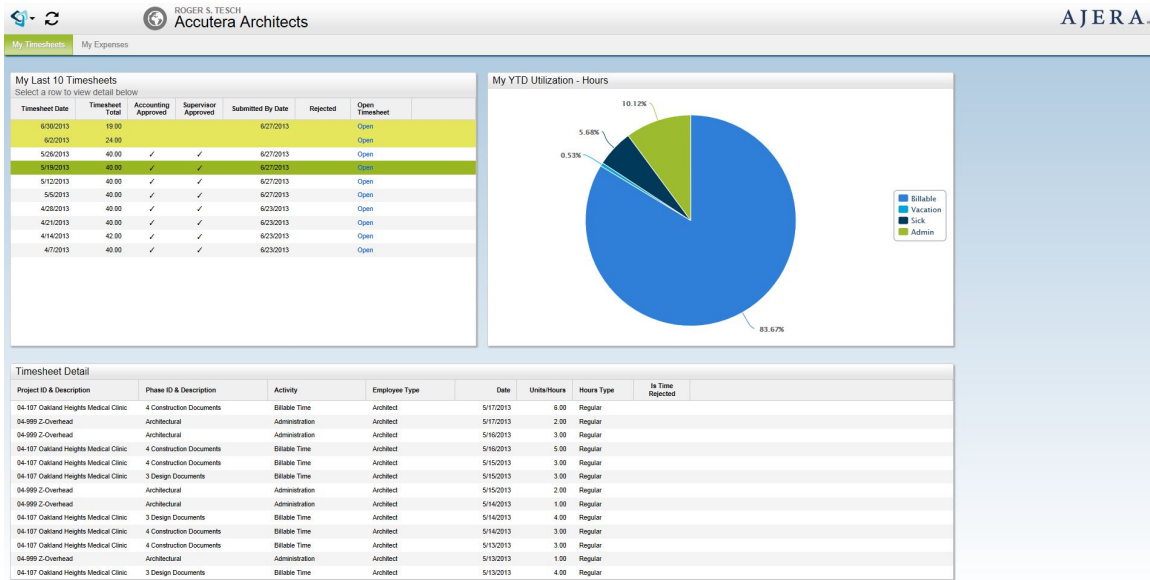 ROGER S. TESCH
Accutera Architects
AJERA
My Timesheets My Expenses
My Last 10 Timesheets
Select a row to view detail below
Timesheet Date Timesheet Total Accounting Approved Supervisor Approved Submitted By Date Rejected Open Timesheet
6/30/2013 19.00 6/27/2013 Open
6/2/2013 24.00 Open
5/26/2013 40.00 ✓ ✓ 6/27/2013 Open
5/19/2013 40.00 ✓ ✓ 6/27/2013 Open
5/12/2013 40.00 ✓ ✓ 6/27/2013 Open
5/5/2013 40.00 ✓ ✓ 6/27/2013 Open
4/28/2013 40.00 ✓ ✓ 6/23/2013 Open
4/21/2013 40.00 ✓ ✓ 6/23/2013 Open
4/14/2013 42.00 ✓ ✓ 6/23/2013 Open
4/7/2013 40.00 ✓ ✓ 6/23/2013 Open
My YTD Utilization - Hours
10.12%
5.68%
0.53%
83.67%
Billable
Vacation
Sick
Admin
Timesheet Detail
Project ID & Description Phase ID & Description Activity Employee Type Date Units/Hours Hours Type Is Time Rejected
04-107 Oakland Heights Medical Clinic 4 Construction Documents Billable Time Architect 5/17/2013 6.00 Regular
04-999 Z-Overhead Architectural Administration Architect 5/17/2013 2.00 Regular
04-999 Z-Overhead Architectural Administration Architect 5/16/2013 3.00 Regular
04-107 Oakland Heights Medical Clinic 4 Construction Documents Billable Time Architect 5/16/2013 5.00 Regular
04-107 Oakland Heights Medical Clinic 4 Construction Documents Billable Time Architect 5/15/2013 3.00 Regular
04-107 Oakland Heights Medical Clinic 3 Design Documents Billable Time Architect 5/15/2013 3.00 Regular
04-999 Z-Overhead Architectural Administration Architect 5/15/2013 2.00 Regular
04-999 Z-Overhead Architectural Administration Architect 5/14/2013 1.00 Regular
04-107 Oakland Heights Medical Clinic 3 Design Documents Billable Time Architect 5/14/2013 4.00 Regular
04-107 Oakland Heights Medical Clinic 4 Construction Documents Billable Time Architect 5/14/2013 3.00 Regular
04-107 Oakland Heights Medical Clinic 4 Construction Documents Billable Time Architect 5/13/2013 3.00 Regular
04-999 Z-Overhead Architectural Administration Architect 5/13/2013 1.00 Regular
04-107 Oakland Heights Medical Clinic 3 Design Documents Billable Time Architect 5/13/2013 4.00 Regular